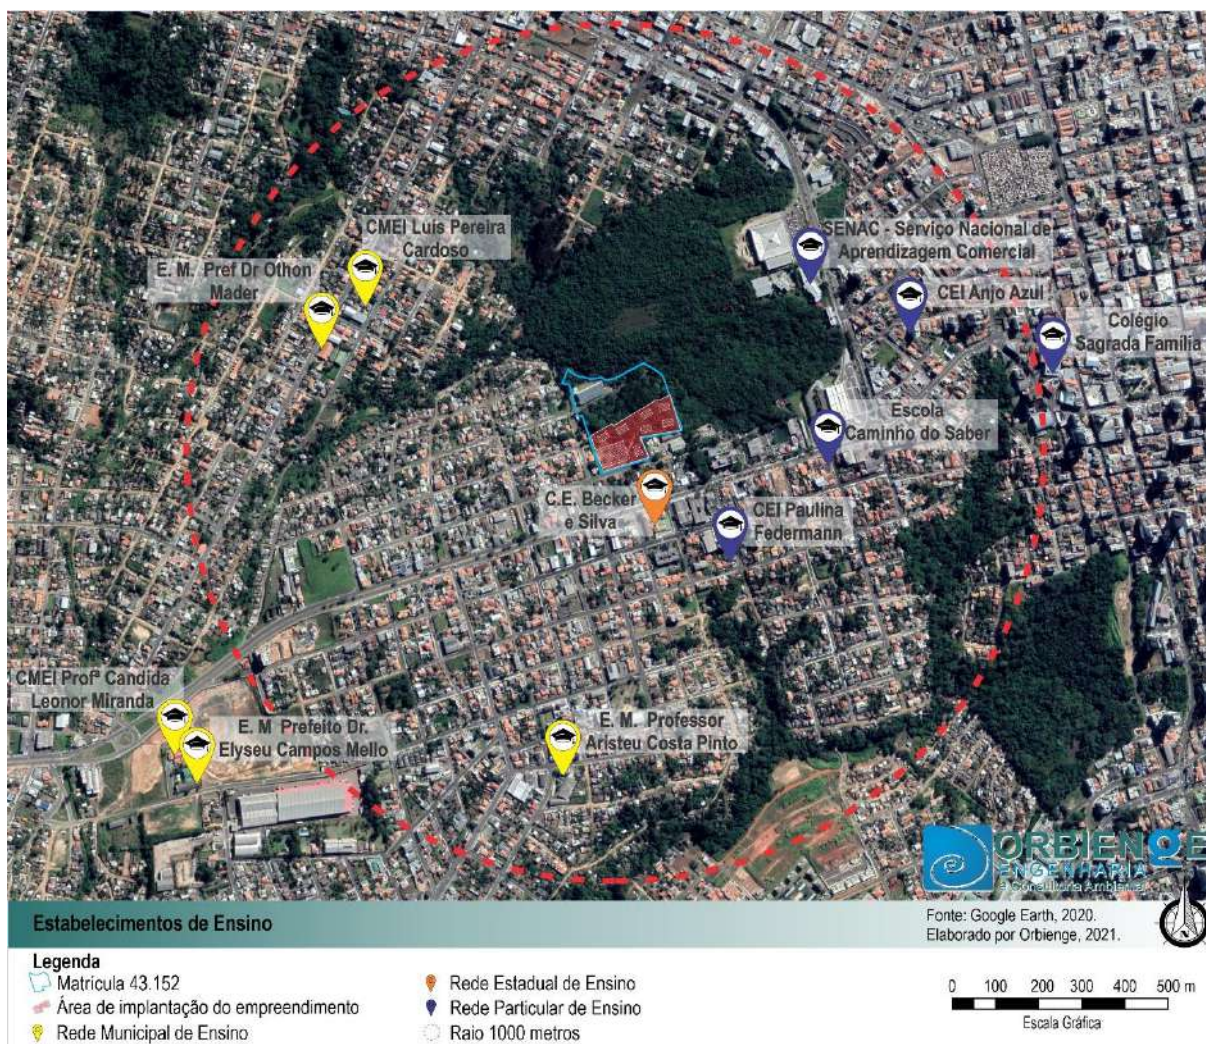 CMEI Luis Pereira
Cardoso
E. M. Pref Dr Othon
Mader
SENAC - Serviço Nacional de
Aprendizagem Comercial
CEI Anjo Azul
Colégio
Sagrada Família
Escola
Caminho do Saber
C.E. Becker
e Silva
CEI Paulina
Federmann
CMEI Profª Candida
Leonor Miranda
E. M Prefeito Dr.
Elyseu Campos Mello
E. M. Professor
Aristeu Costa Pinto
ORBIENGE
ENGENHARIA
e Consultoria Ambiental
Estabelecimentos de Ensino
Fonte: Google Earth, 2020.
Elaborado por Orbienge, 2021.
N
Legenda
Matrícula 43.152
Área de implantação do empreendimento
Rede Municipal de Ensino
Rede Estadual de Ensino
Rede Particular de Ensino
Raio 1000 metros
0 100 200 300 400 500 m
Escala Gráfica